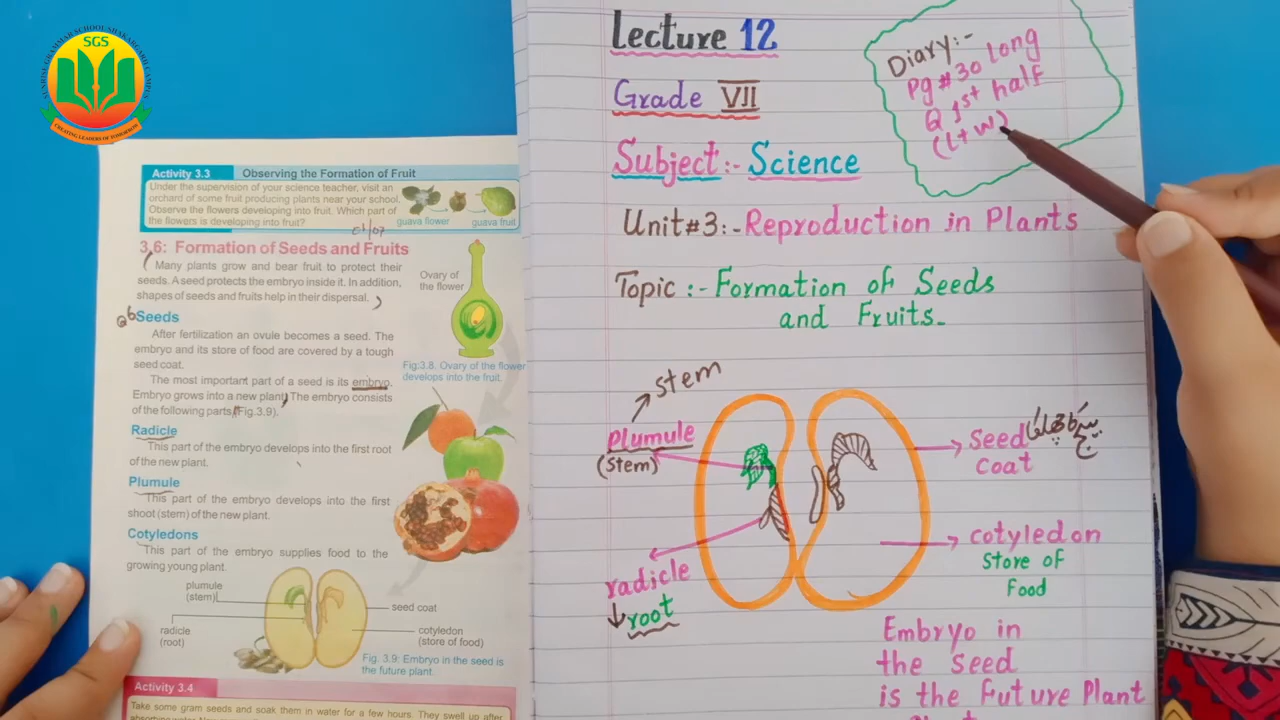 SUNRISE GRAMMAR SCHOOL SHAKARGARH CAMPUS
SGS
CREATING LEADERS OF TOMORROW
Activity 3.3 Observing the Formation of Fruit
Under the supervision of your science teacher, visit an
orchard of some fruit producing plants near your school.
Observe the flowers developing into fruit. Which part of
the flowers is developing into fruit?
guava flower
guava fruit
3.6: Formation of Seeds and Fruits
Many plants grow and bear fruit to protect their
seeds. A seed protects the embryo inside it. In addition,
shapes of seeds and fruits help in their dispersal.
Ovary of
the flower
Seeds
After fertilization an ovule becomes a seed. The
embryo and its store of food are covered by a tough
seed coat.
The most important part of a seed is its embryo.
Embryo grows into a new plant. The embryo consists
of the following parts (Fig.3.9).
Fig:3.8. Ovary of the flower
develops into the fruit.
Radicle
This part of the embryo develops into the first root
of the new plant.
Plumule
This part of the embryo develops into the first
shoot (stem) of the new plant.
Cotyledons
This part of the embryo supplies food to the
growing young plant.
plumule
(stem)
radicle
(root)
seed coat
cotyledon
(store of food)
Fig. 3.9: Embryo in the seed is
the future plant.
Activity 3.4
Take some gram seeds and soak them in water for a few hours. They swell up after
Lecture 12
Grade VII
Subject:- Science
Unit#3:- Reproduction in Plants
Topic:- Formation of Seeds
and Fruits.
Diary:-
Pg # 30 long
Q 1st half
(L+W)
stem
Plumule
(Stem)
radicle
root
Seed
Coat
cotyledon
Store of
Food
Embryo in
the Seed
is the Future Plant